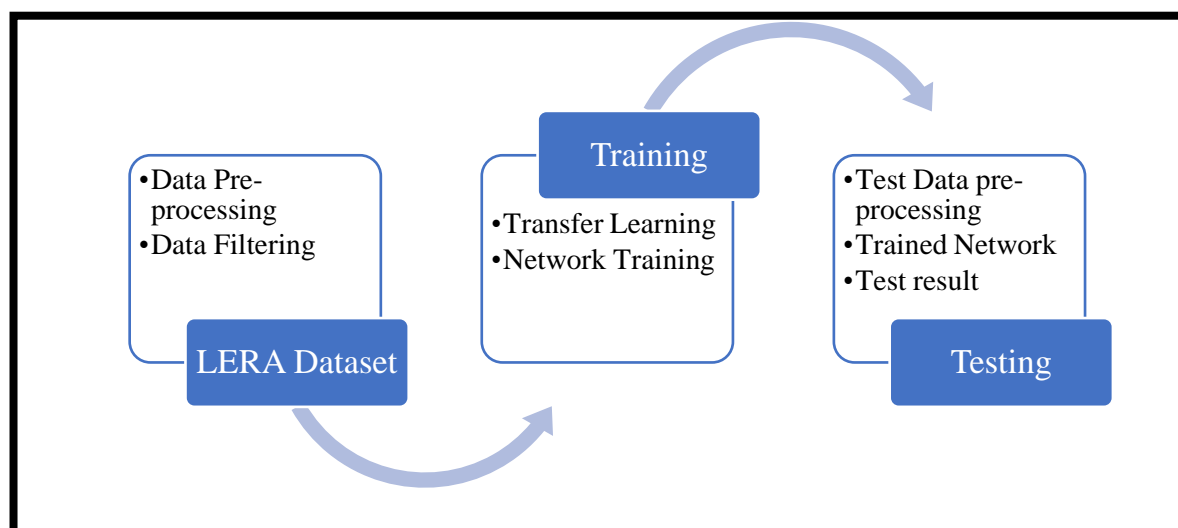 •Data Pre-
processing
•Data Filtering
LERA Dataset
Training
•Transfer Learning
•Network Training
•Test Data pre-
processing
•Trained Network
•Test result
Testing